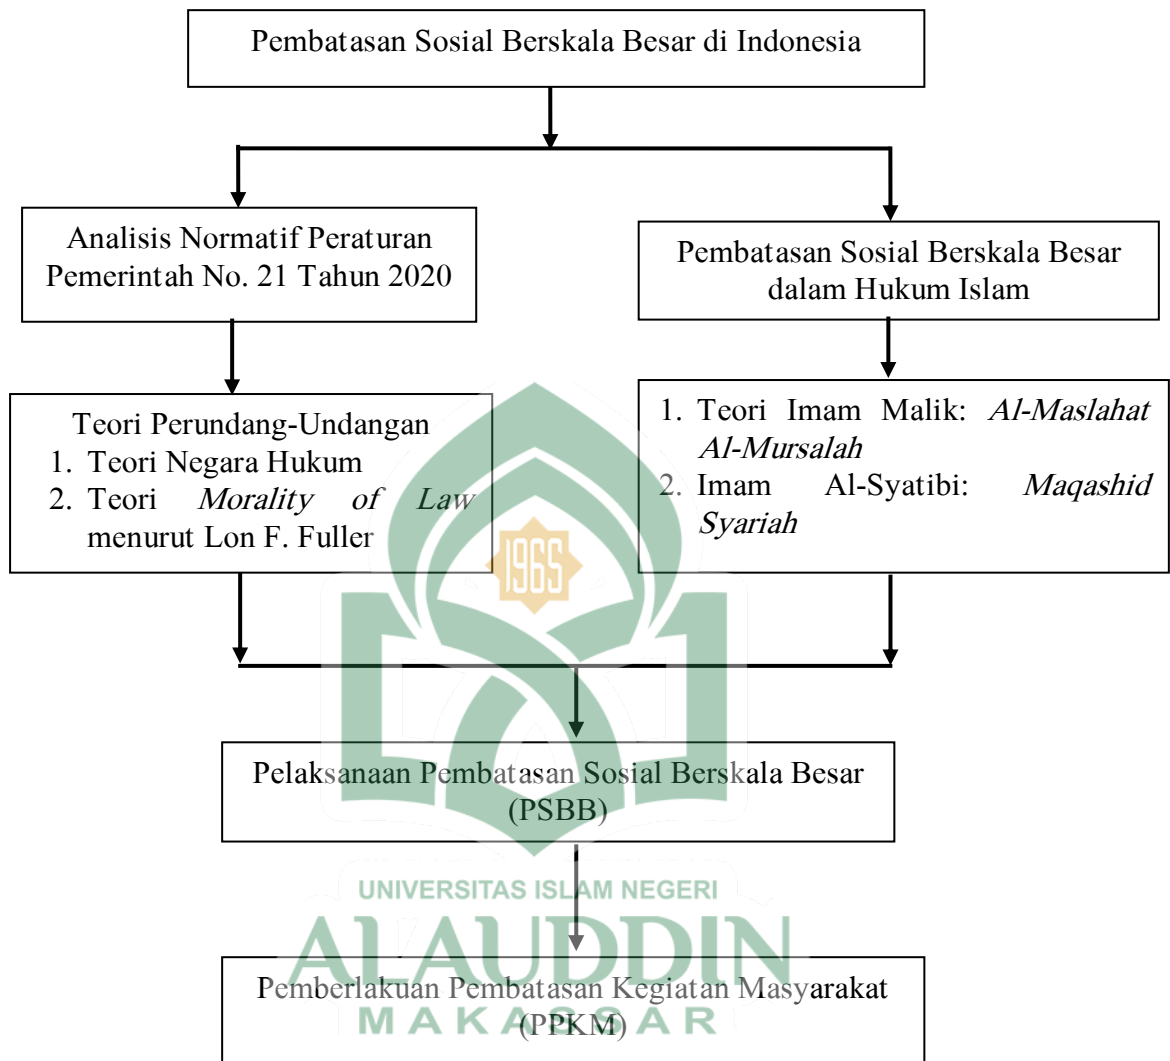 Pembatasan Sosial Berskala Besar di Indonesia
Analisis Normatif Peraturan
Pemerintah No. 21 Tahun 2020
Pembatasan Sosial Berskala Besar
dalam Hukum Islam
Teori Perundang-Undangan
1. Teori Negara Hukum
2. Teori Morality of Law
menurut Lon F. Fuller
1. Teori Imam Malik: Al-Maslahat
Al-Mursalah
2. Imam Al-Syatibi: Maqashid
Syariah
1965
Pelaksanaan Pembatasan Sosial Berskala Besar
(PSBB)
UNIVERSITAS ISLAM NEGERI
ALAUDDIN
Pemberlakuan Pembatasan Kegiatan Masyarakat
(PPKM)
MAKASSAR